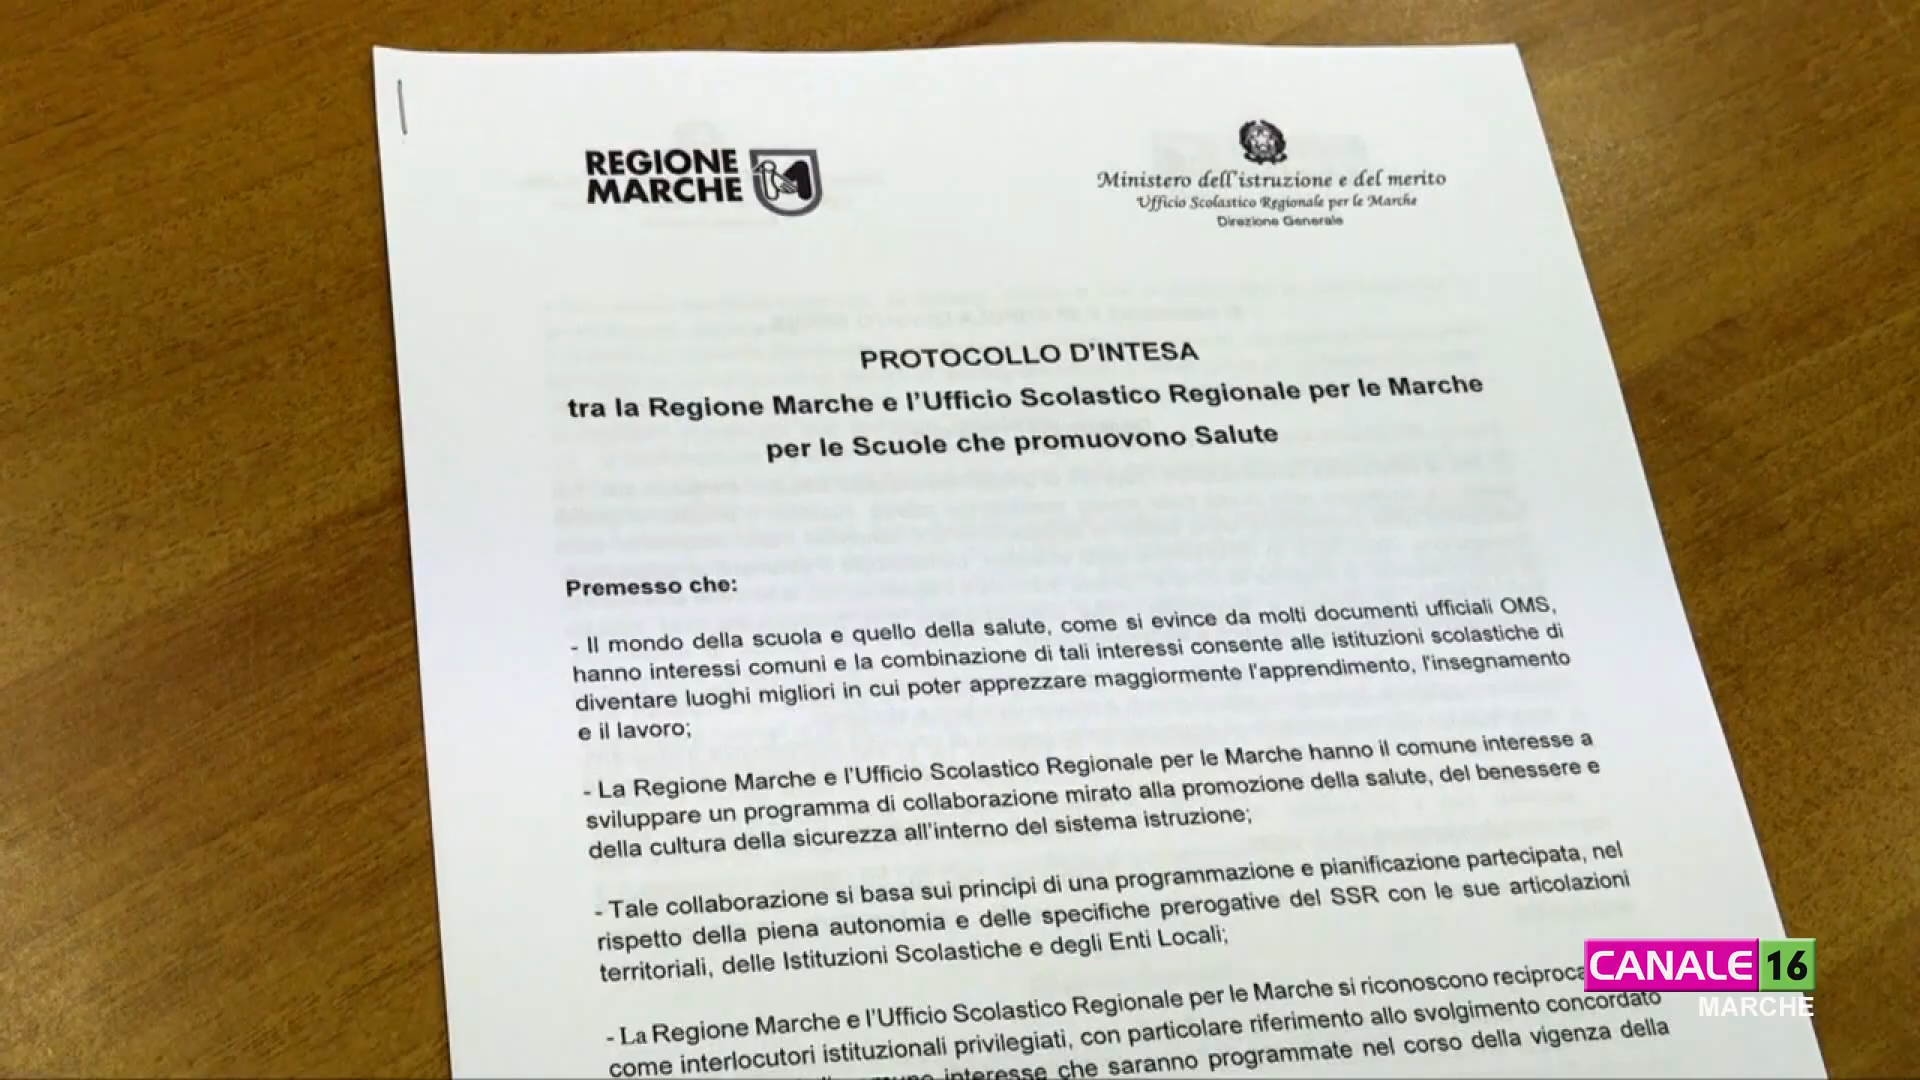 REGIONE
MARCHE
Ministero dell'istruzione e del merito
Ufficio Scolastico Regionale per le Marche
Direzione Generale
PROTOCOLLO D'INTESA
tra la Regione Marche e l'Ufficio Scolastico Regionale per le Marche
per le Scuole che promuovono Salute
Premesso che:
- Il mondo della scuola e quello della salute, come si evince da molti documenti ufficiali OMS,
hanno interessi comuni e la combinazione di tali interessi consente alle istituzioni scolastiche di
diventare luoghi migliori in cui poter apprezzare maggiormente l'apprendimento, l'insegnamento
e il lavoro;
- La Regione Marche e l'Ufficio Scolastico Regionale per le Marche hanno il comune interesse a
sviluppare un programma di collaborazione mirato alla promozione della salute, del benessere e
della cultura della sicurezza all'interno del sistema istruzione;
- Tale collaborazione si basa sui principi di una programmazione e pianificazione partecipata, nel
rispetto della piena autonomia e delle specifiche prerogative del SSR con le sue articolazioni
territoriali, delle Istituzioni Scolastiche e degli Enti Locali;
- La Regione Marche e l'Ufficio Scolastico Regionale per le Marche si riconoscono
come interlocutori istituzionali privilegiati, con particolare riferimento allo svolgimento concordato
interesse che saranno programmate nel corso della vigenza della
CANALE 16
MARCHE